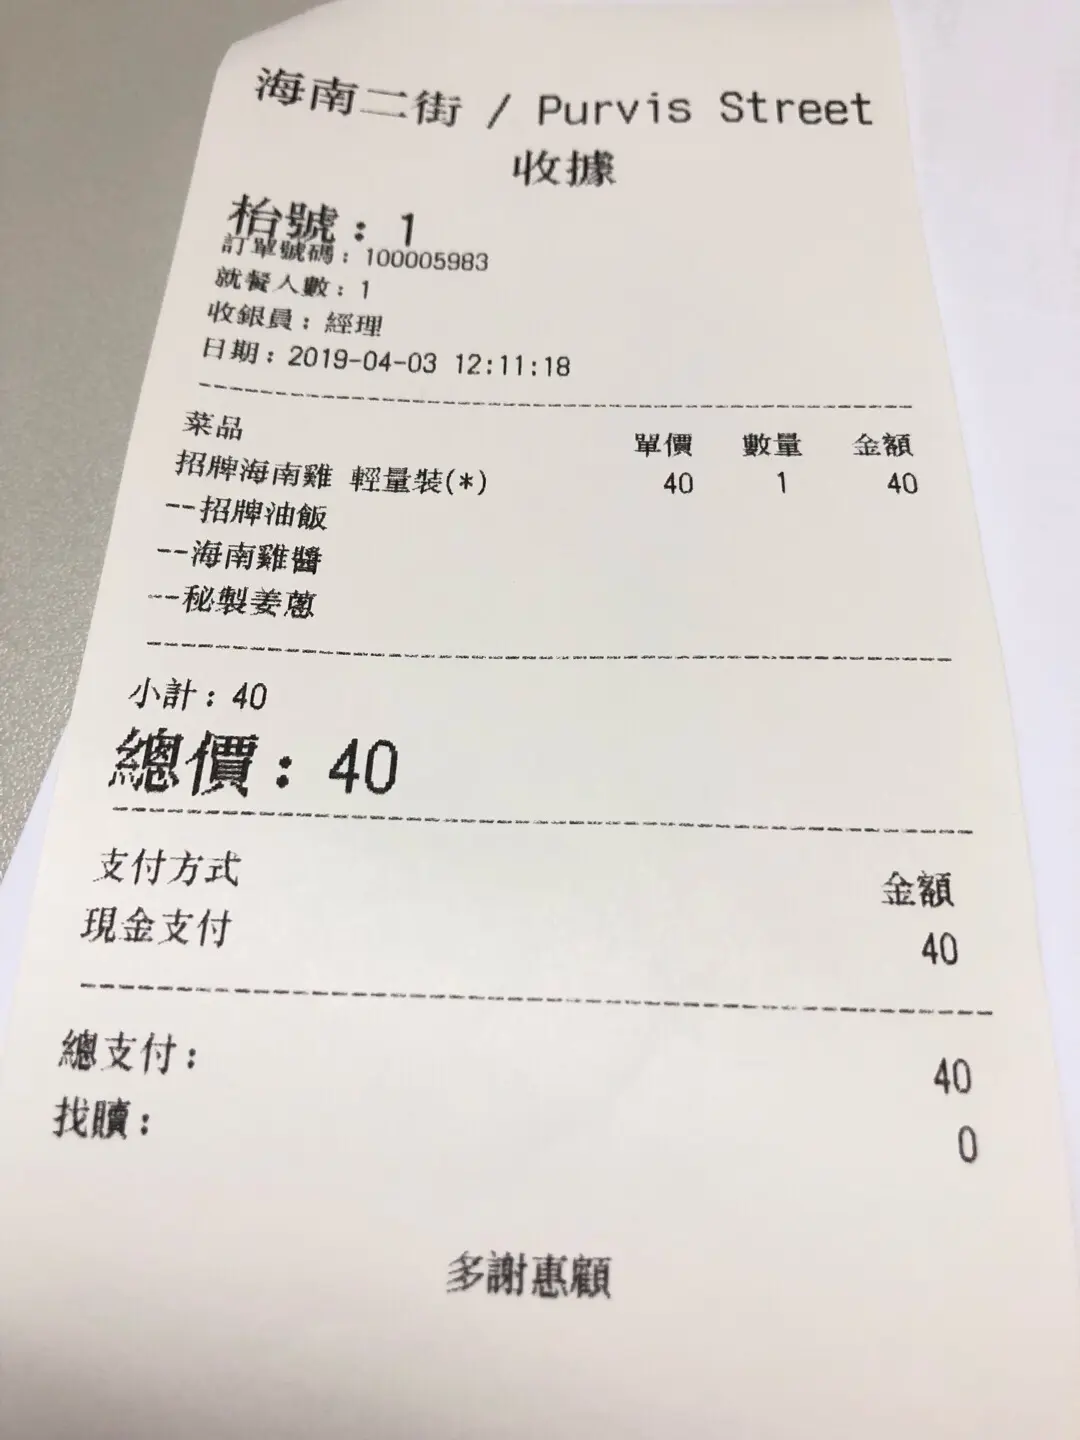 海南二街 / Purvis Street
收據
枱號: 1
訂單號碼: 100005983
就餐人數: 1
收銀員: 經理
日期: 2019-04-03 12:11:18
菜品 單價 數量 金額
招牌海南雞 輕量裝(*) 40 1 40
--招牌油飯
--海南雞醬
--秘製姜蔥
小計: 40
總價: 40
支付方式 金額
現金支付 40
總支付: 40
找贖: 0
多謝惠顧